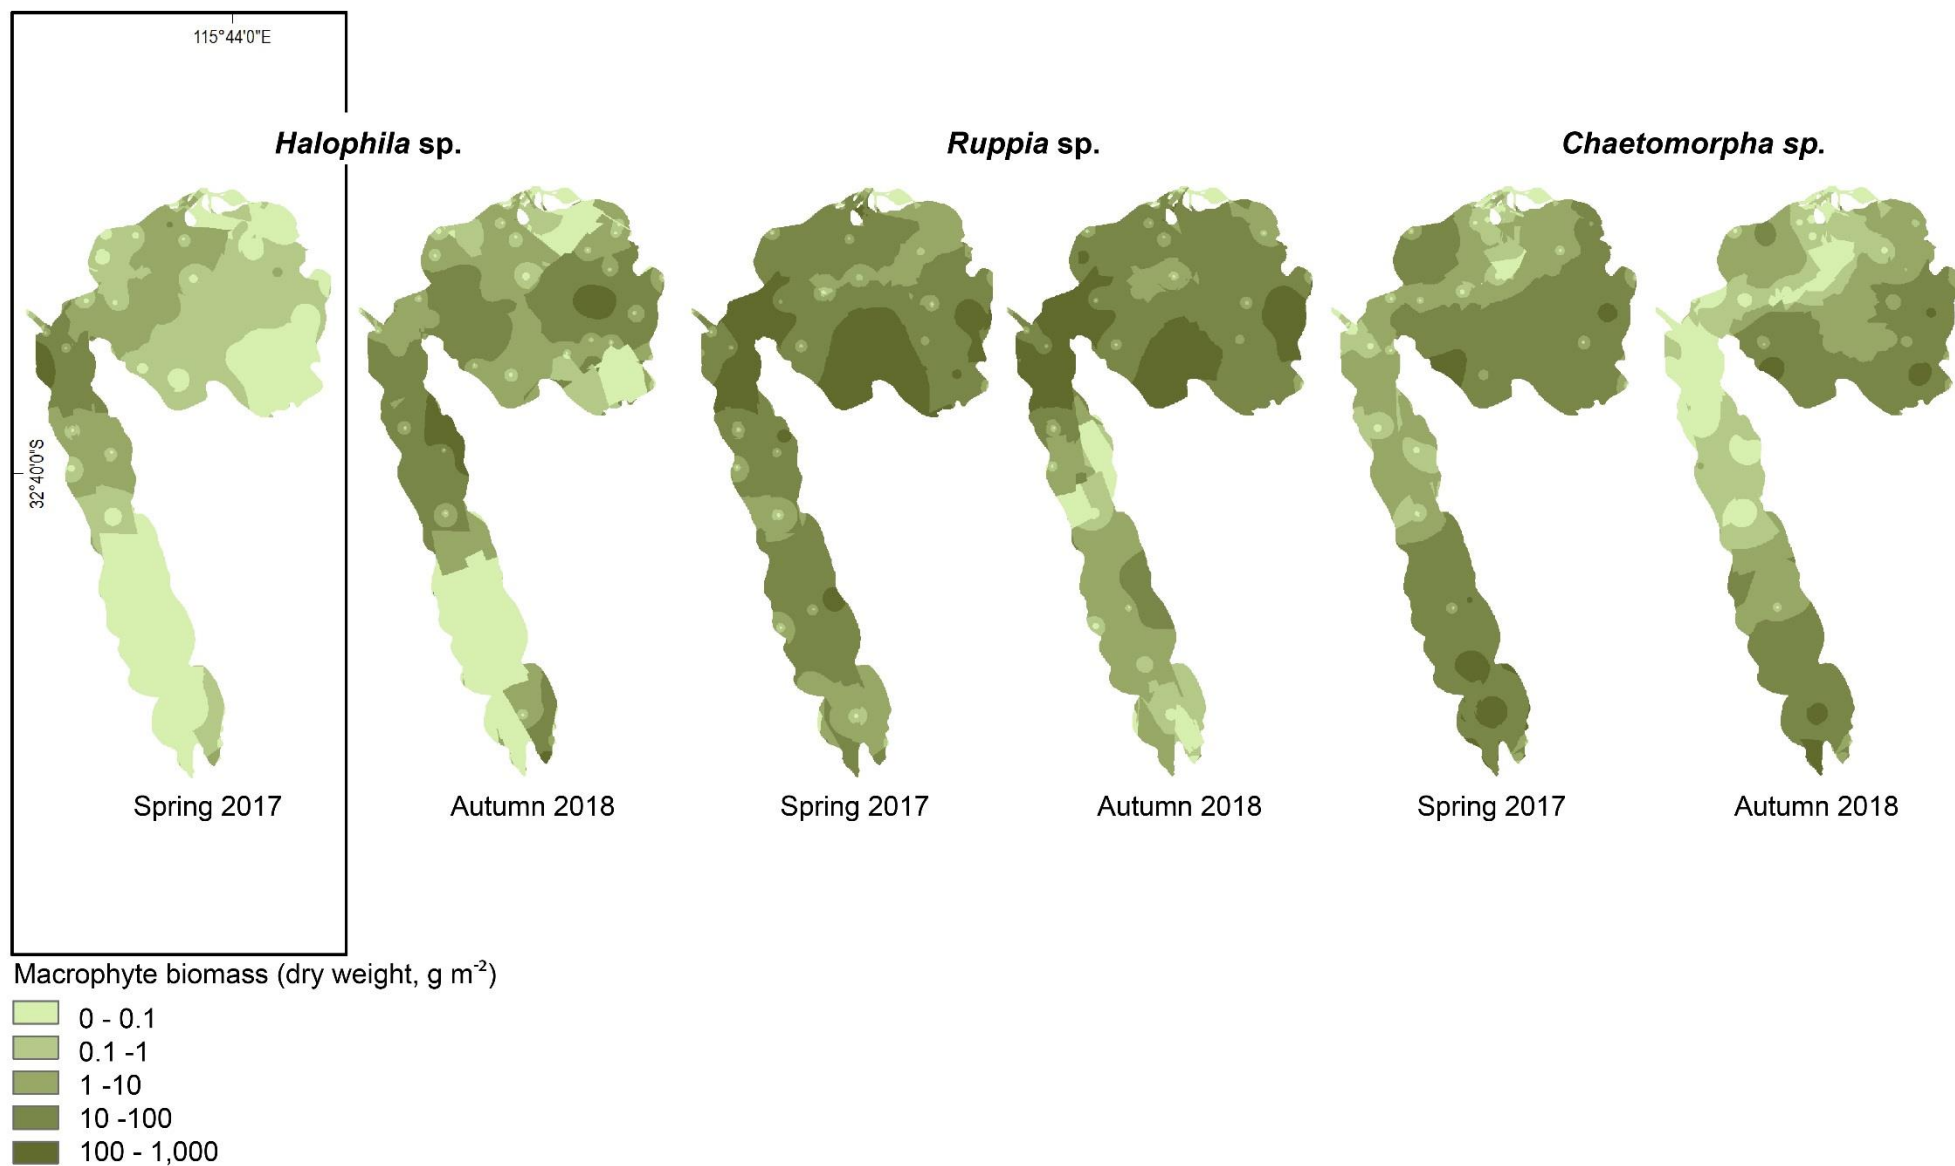 115°44'0"E
Halophila sp.
Ruppia sp.
Chaetomorpha sp.
32°40'0"S
Spring 2017
Autumn 2018
Spring 2017
Autumn 2018
Spring 2017
Autumn 2018
Macrophyte biomass (dry weight, g m⁻²)
0 - 0.1
0.1 -1
1 -10
10 -100
100 - 1,000